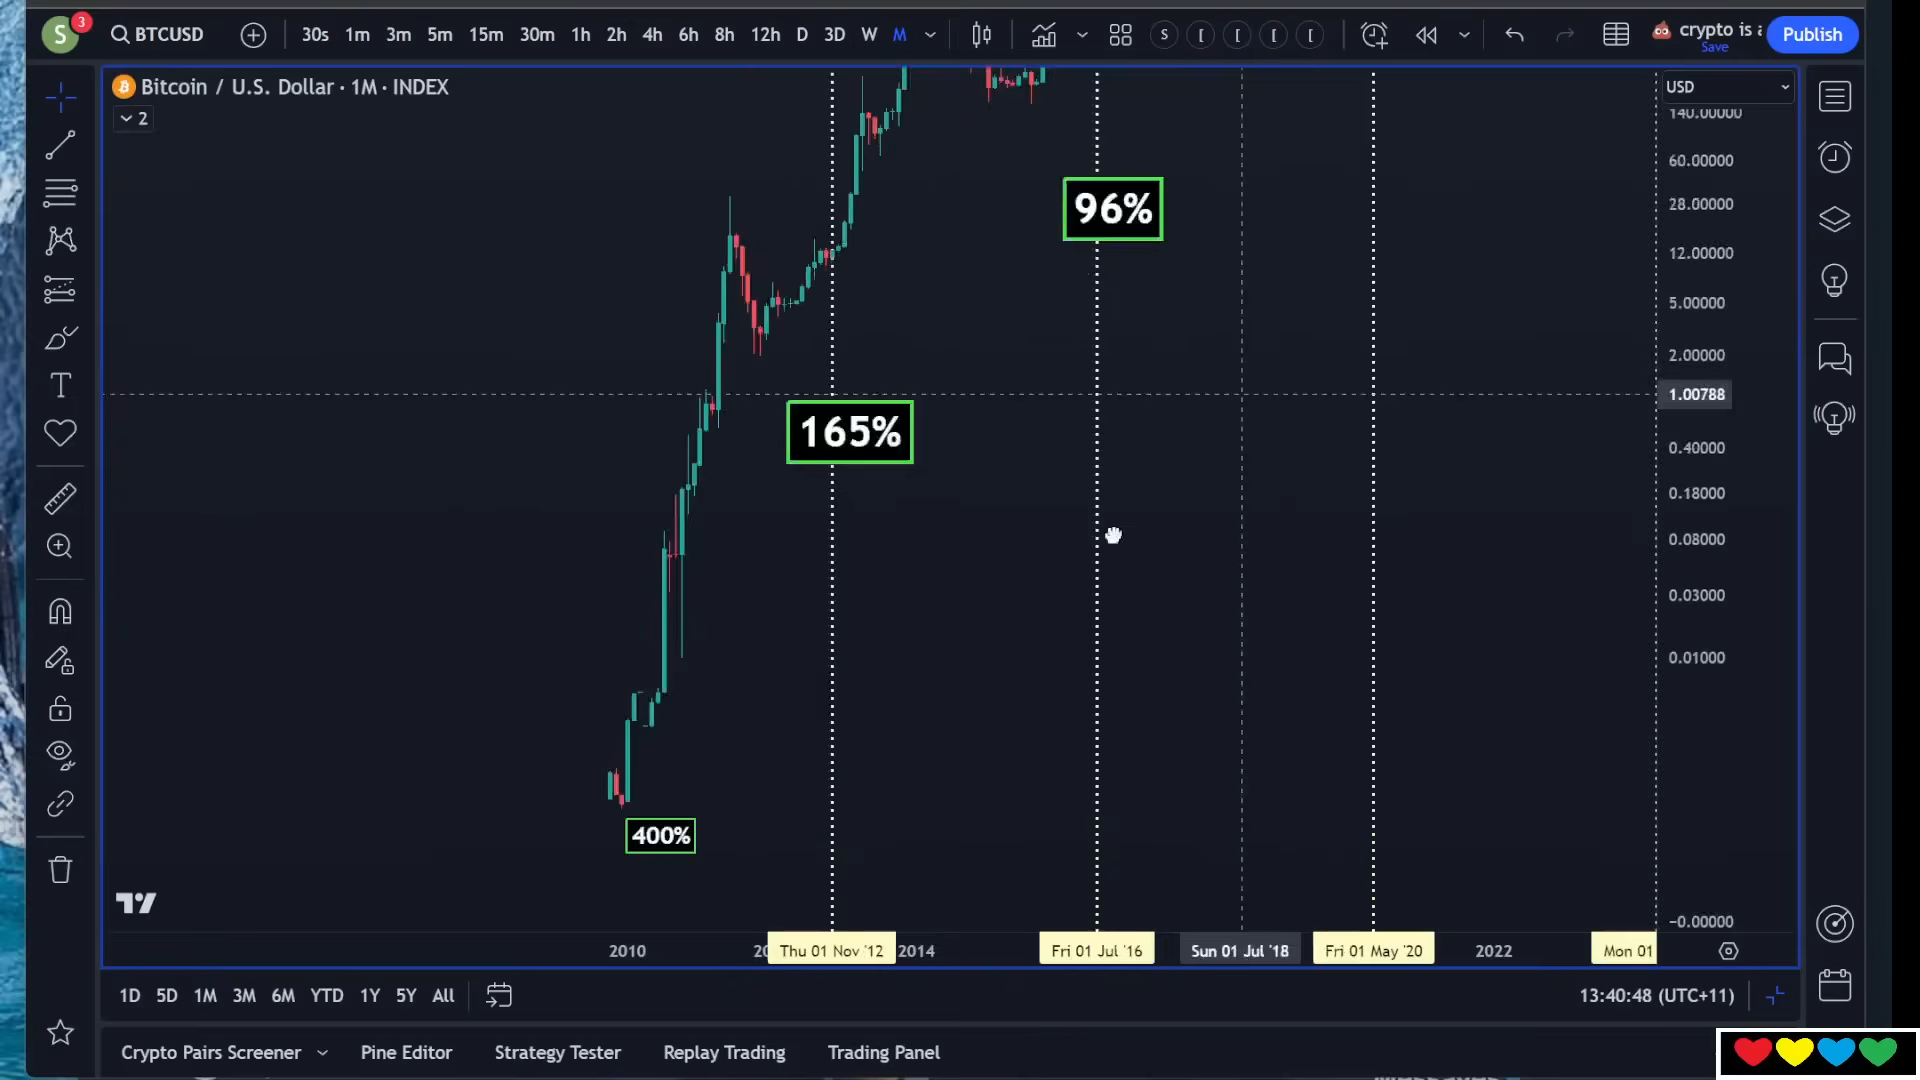 S
3
BTCUSD
30s 1m 3m 5m 15m 30m 1h 2h 4h 6h 8h 12h D 3D W M
S [ [ [ [
crypto is a
Save
Publish
Bitcoin / U.S. Dollar · 1M · INDEX
2
USD
140.00000
60.00000
28.00000
12.00000
5.00000
2.00000
1.00788
0.40000
0.18000
0.08000
0.03000
0.01000
−0.00000
96%
165%
400%
2010 20 Thu 01 Nov '12 2014 Fri 01 Jul '16 Sun 01 Jul '18 Fri 01 May '20 2022 Mon 01
1D 5D 1M 3M 6M YTD 1Y 5Y All
13:40:48 (UTC+11)
Crypto Pairs Screener Pine Editor Strategy Tester Replay Trading Trading Panel